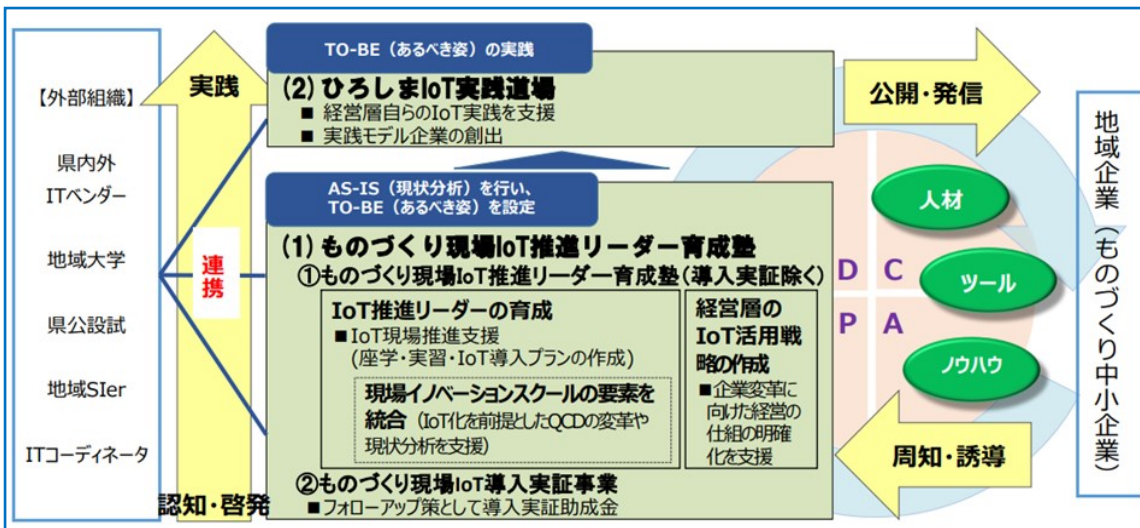 【外部組織】
県内外
ITベンダー
地域大学
県公設試
地域SIer
ITコーディネータ
実践
連携
認知・啓発
TO-BE（あるべき姿）の実践
(2) ひろしまIoT実践道場
■ 経営層自らのIoT実践を支援
■ 実践モデル企業の創出
AS-IS（現状分析）を行い、
TO-BE（あるべき姿）を設定
(1) ものづくり現場IoT推進リーダー育成塾
①ものづくり現場IoT推進リーダー育成塾(導入実証除く)
IoT推進リーダーの育成
■IoT現場推進支援
(座学・実習・IoT導入プランの作成)
現場イノベーションスクールの要素を
統合（IoT化を前提としたQCDの変革や
現状分析を支援）
経営層の
IoT活用戦
略の作成
■企業変革に
向けた経営の
仕組の明確
化を支援
②ものづくり現場IoT導入実証事業
■フォローアップ策として導入実証助成金
公開・発信
D C
P A
人材
ツール
ノウハウ
周知・誘導
地域企業（ものづくり中小企業）